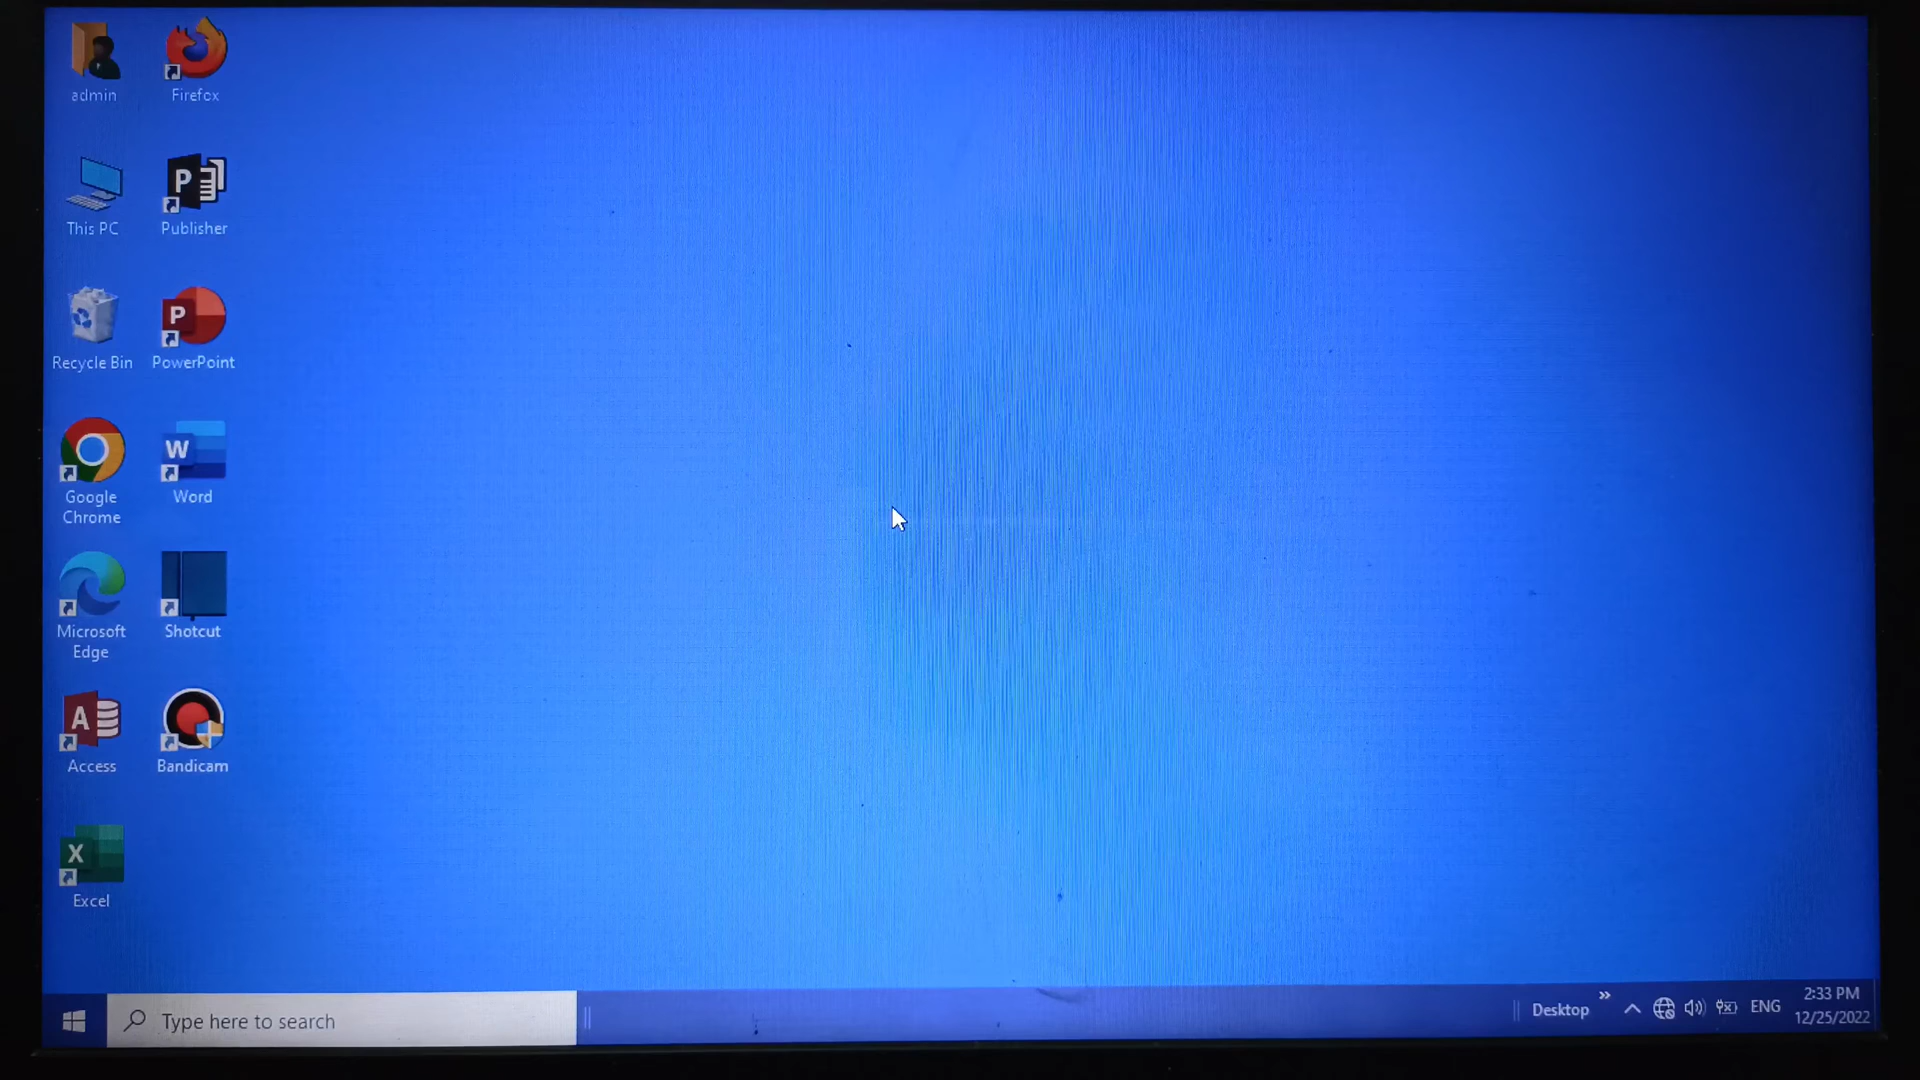 admin
Firefox
This PC
Publisher
Recycle Bin
PowerPoint
Google
Chrome
Word
Microsoft
Edge
Shotcut
Access
Bandicam
Excel
Type here to search
Desktop
ENG
2:33 PM
12/25/2022